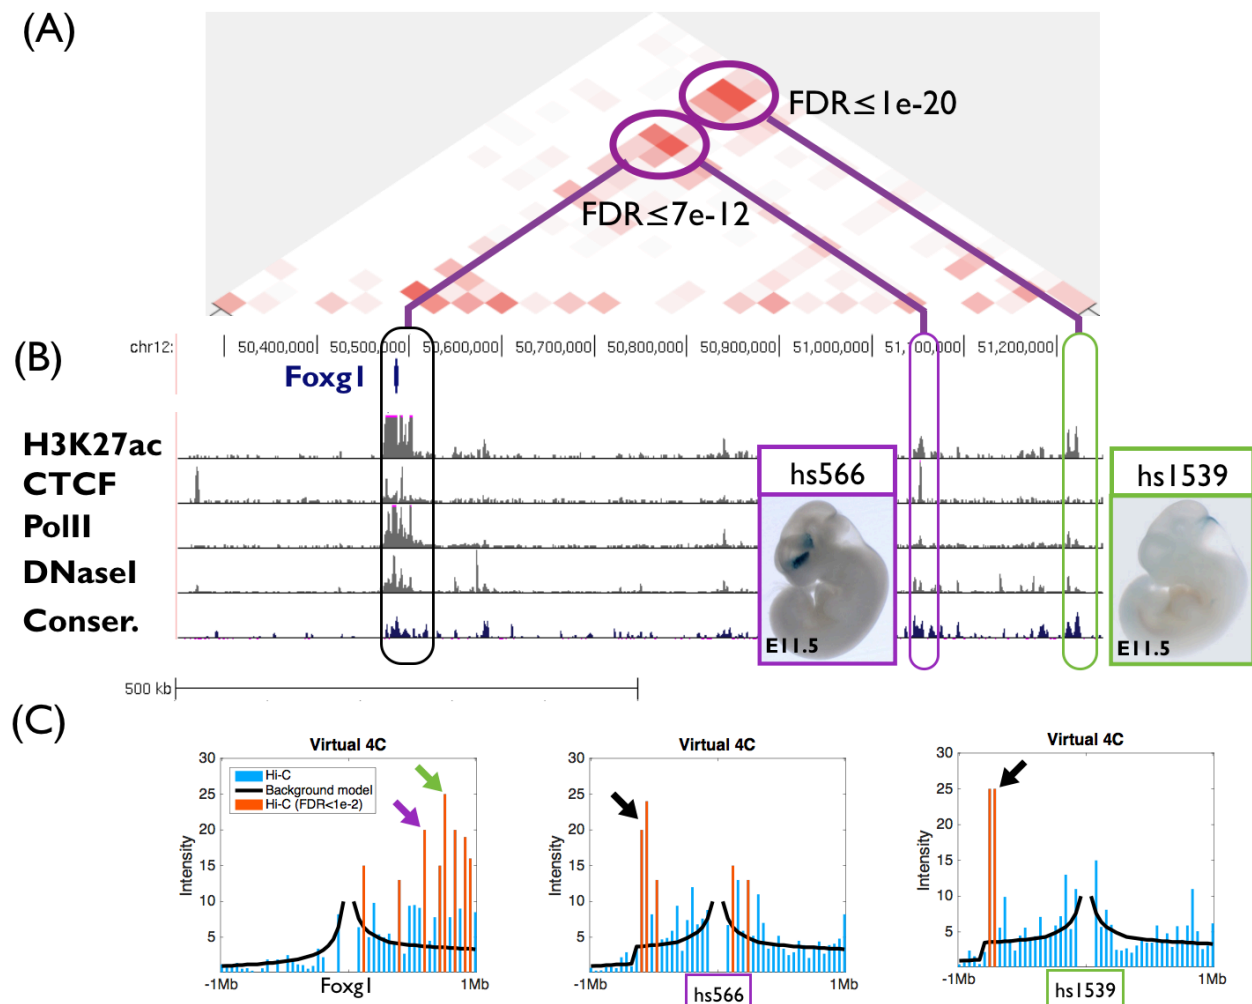 (A)
FDR≤1e-20
FDR≤7e-12
(B)
chr12: 50,400,000 50,500,000 50,600,000 50,700,000 50,800,000 50,900,000 51,000,000 51,100,000 51,200,000
Foxg1
H3K27ac
CTCF
PolII
DNaseI
Conser.
hs566
E11.5
hs1539
E11.5
500 kb
(C)
Virtual 4C
Intensity
30
25
20
15
10
5
Hi-C
Background model
Hi-C (FDR<1e-2)
-1Mb Foxg1 1Mb
Virtual 4C
Intensity
30
25
20
15
10
5
-1Mb hs566 1Mb
Virtual 4C
Intensity
30
25
20
15
10
5
-1Mb hs1539 1Mb